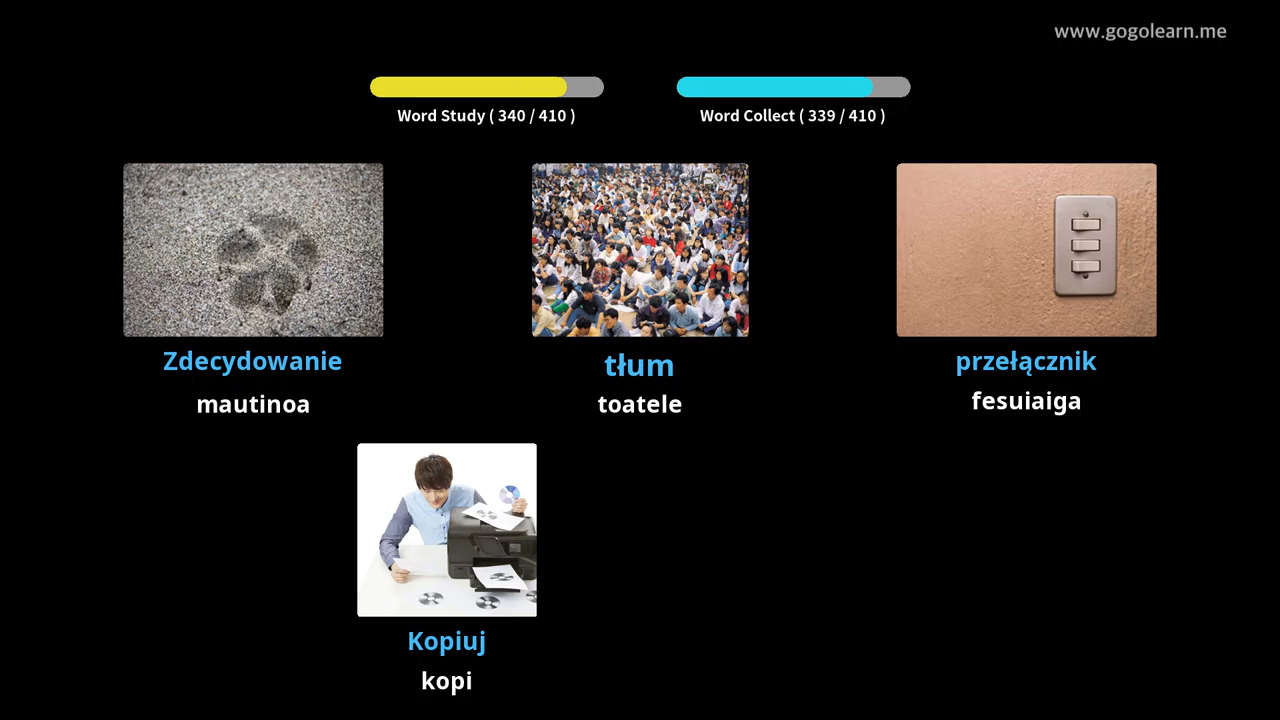 www.gogolearn.me
Word Study ( 340 / 410 )
Word Collect ( 339 / 410 )
Zdecydowanie
mautinoa
tłum
toatele
przełącznik
fesuiaiga
Kopiuj
kopi